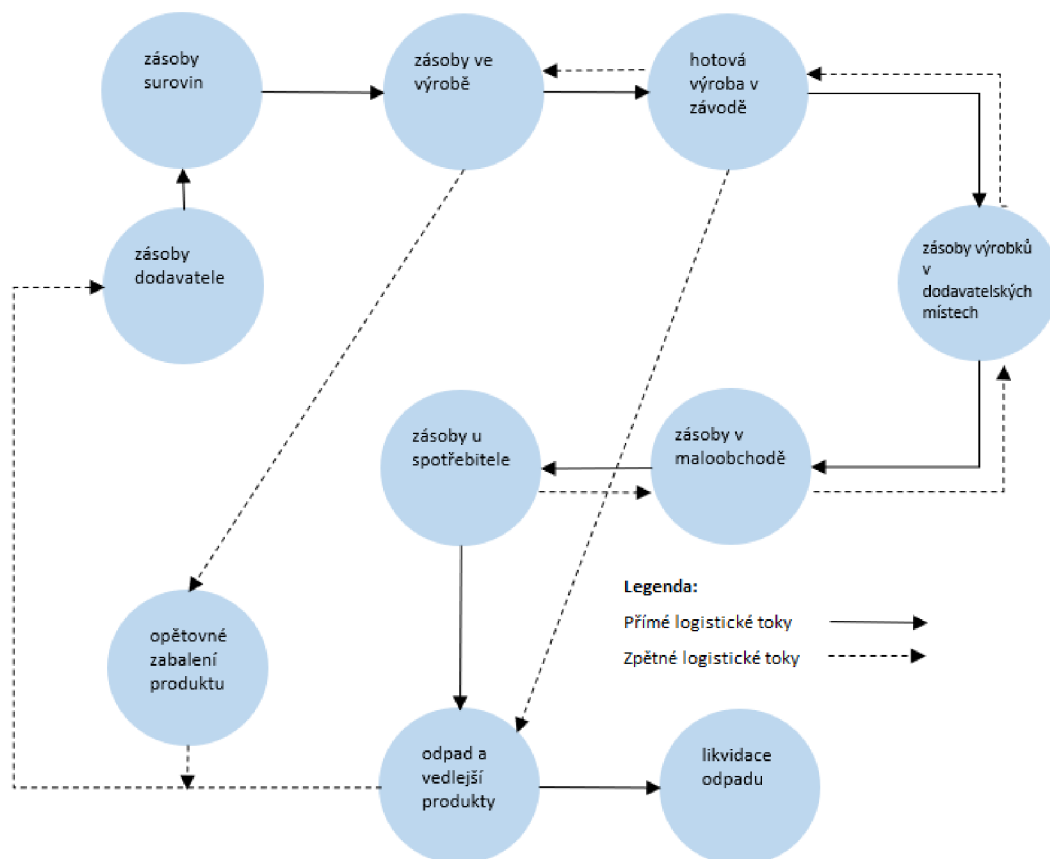 zásoby
surovin
zásoby ve
výrobě
hotová
výroba v
závodě
zásoby
dodavatele
zásoby výrobků
v
dodavatelských
místech
zásoby u
spotřebitele
zásoby v
maloobchodě
Legenda:
Přímé logistické toky
Zpětné logistické toky
opětovné
zabalení
produktu
odpad a
vedlejší
produkty
likvidace
odpadu